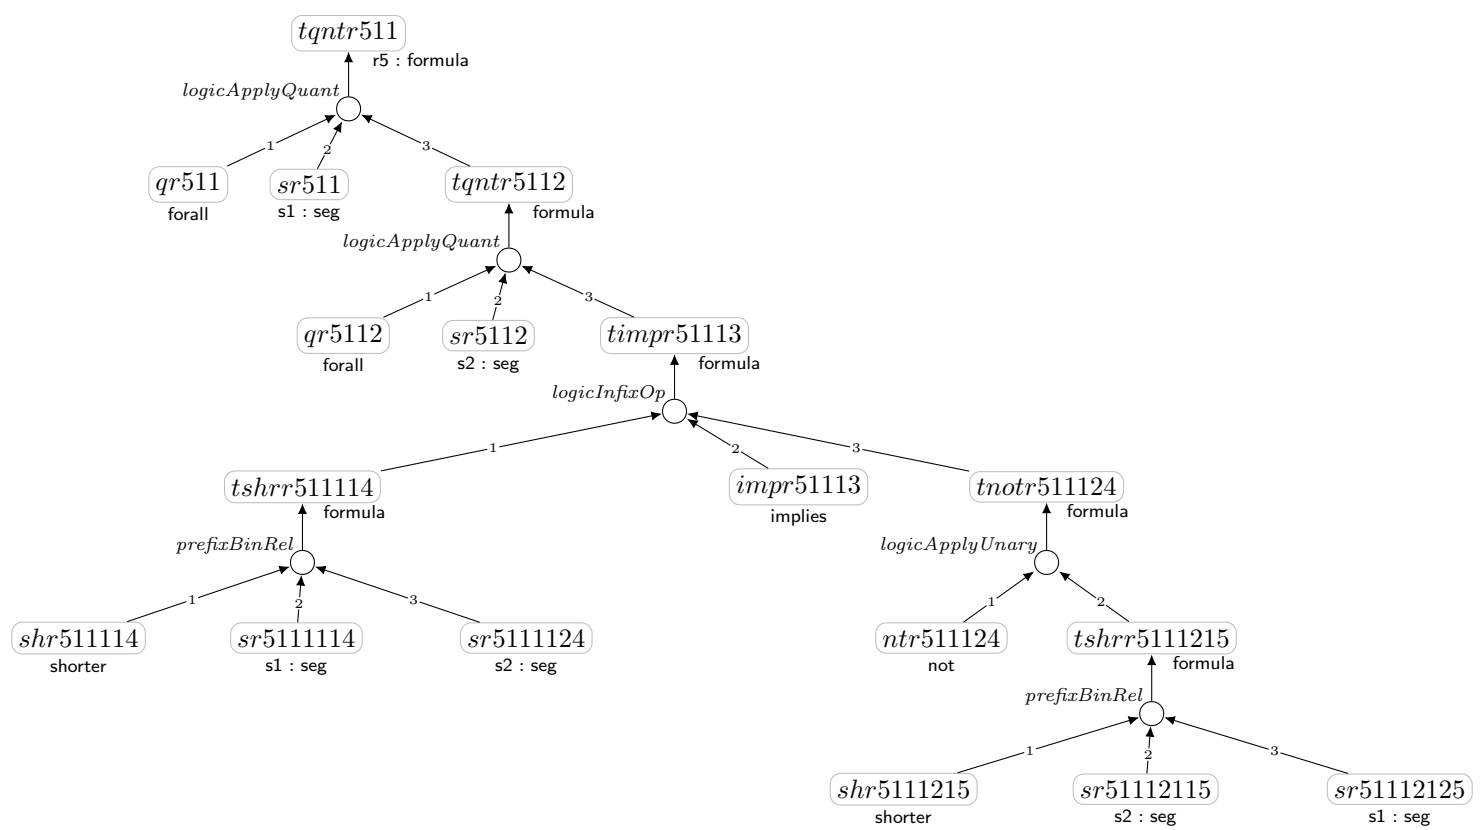 tqntr511
r5 : formula
logicApplyQuant
1
2
3
qr511
sr511
tqntr5112
forall
s1 : seg
formula
logicApplyQuant
1
2
3
qr5112
sr5112
timpr51113
forall
s2 : seg
formula
logicInfixOp
1
2
3
tshrr511114
impr51113
tnotr511124
formula
implies
formula
prefixBinRel
logicApplyUnary
1
2
3
1
2
shr511114
sr5111114
sr5111124
ntr511124
tshrr5111215
shorter
s1 : seg
s2 : seg
not
formula
prefixBinRel
1
2
3
shr5111215
sr51112115
sr51112125
shorter
s2 : seg
s1 : seg